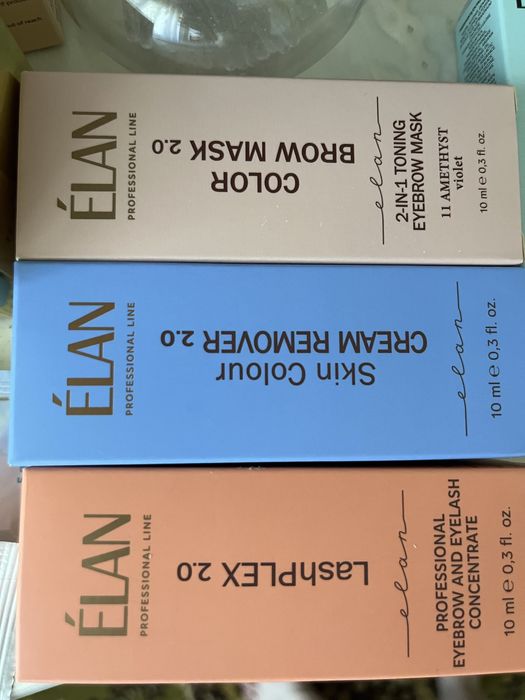 ÉLAN
PROFESSIONAL LINE
COLOR
BROW MASK 2.0
elan
2-IN-1 TONING
EYEBROW MASK
11 AMETHYST
violet
10 ml e 0,3 fl. oz.
ÉLAN
PROFESSIONAL LINE
Skin Colour
CREAM REMOVER 2.0
elan
10 ml e 0,3 fl. oz.
ÉLAN
PROFESSIONAL LINE
LashPLEX 2.0
elan
PROFESSIONAL
EYEBROW AND EYELASH
CONCENTRATE
10 ml e 0,3 fl. oz.
out of reach